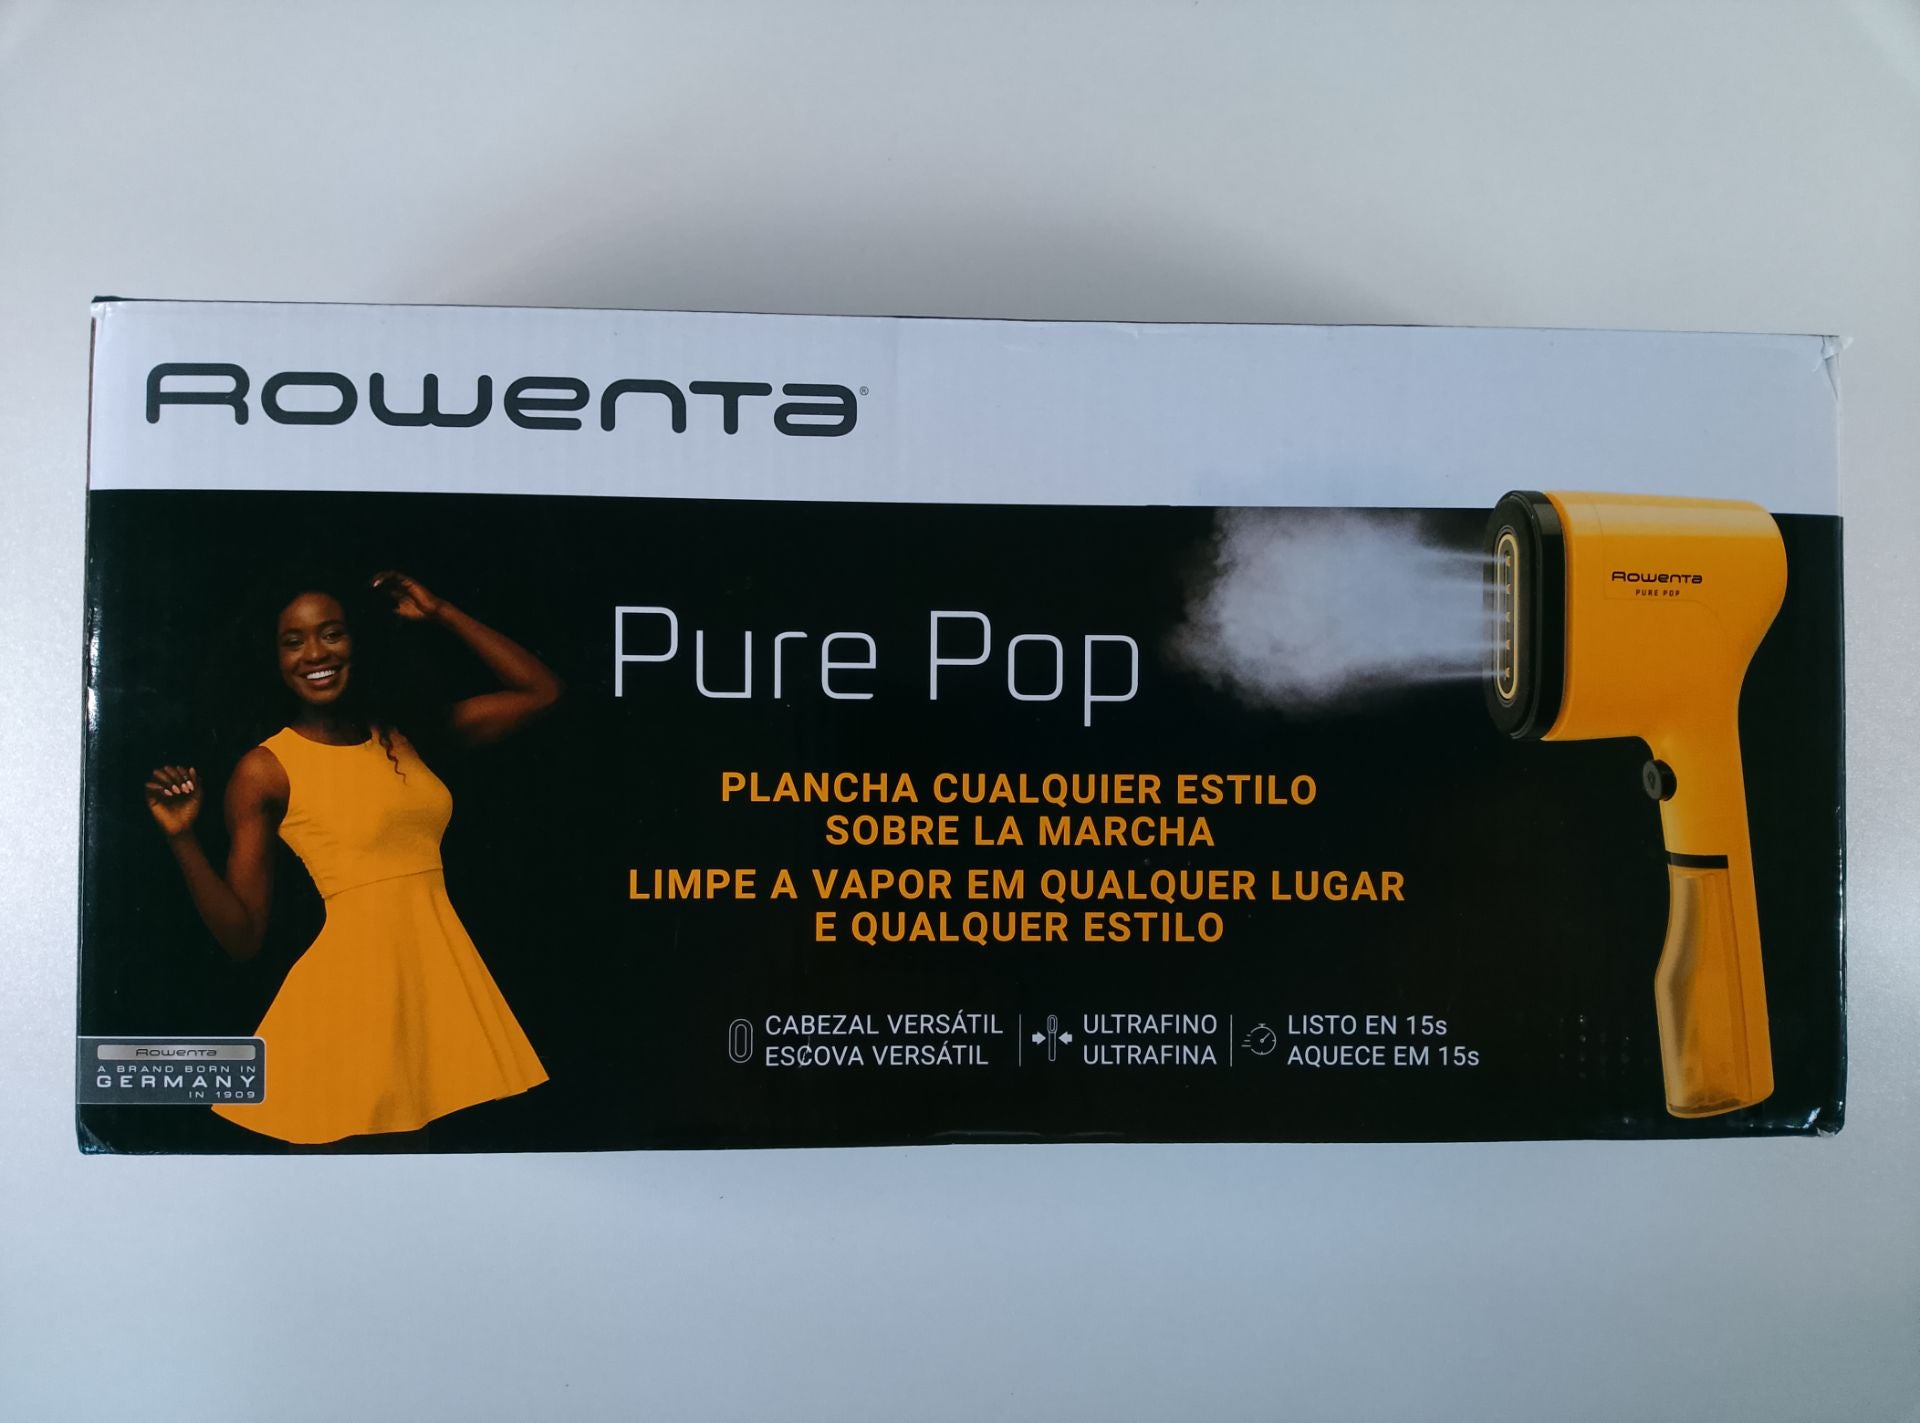 Rowenta®
Pure Pop
PLANCHA CUALQUIER ESTILO
SOBRE LA MARCHA
LIMPE A VAPOR EM QUALQUER LUGAR
E QUALQUER ESTILO
CABEZAL VERSÁTIL
ESCOVA VERSÁTIL
ULTRAFINO
ULTRAFINA
LISTO EN 15s
AQUECE EM 15s
Rowenta
PURE POP
Rowenta
A BRAND BORN IN
GERMANY
IN 1909